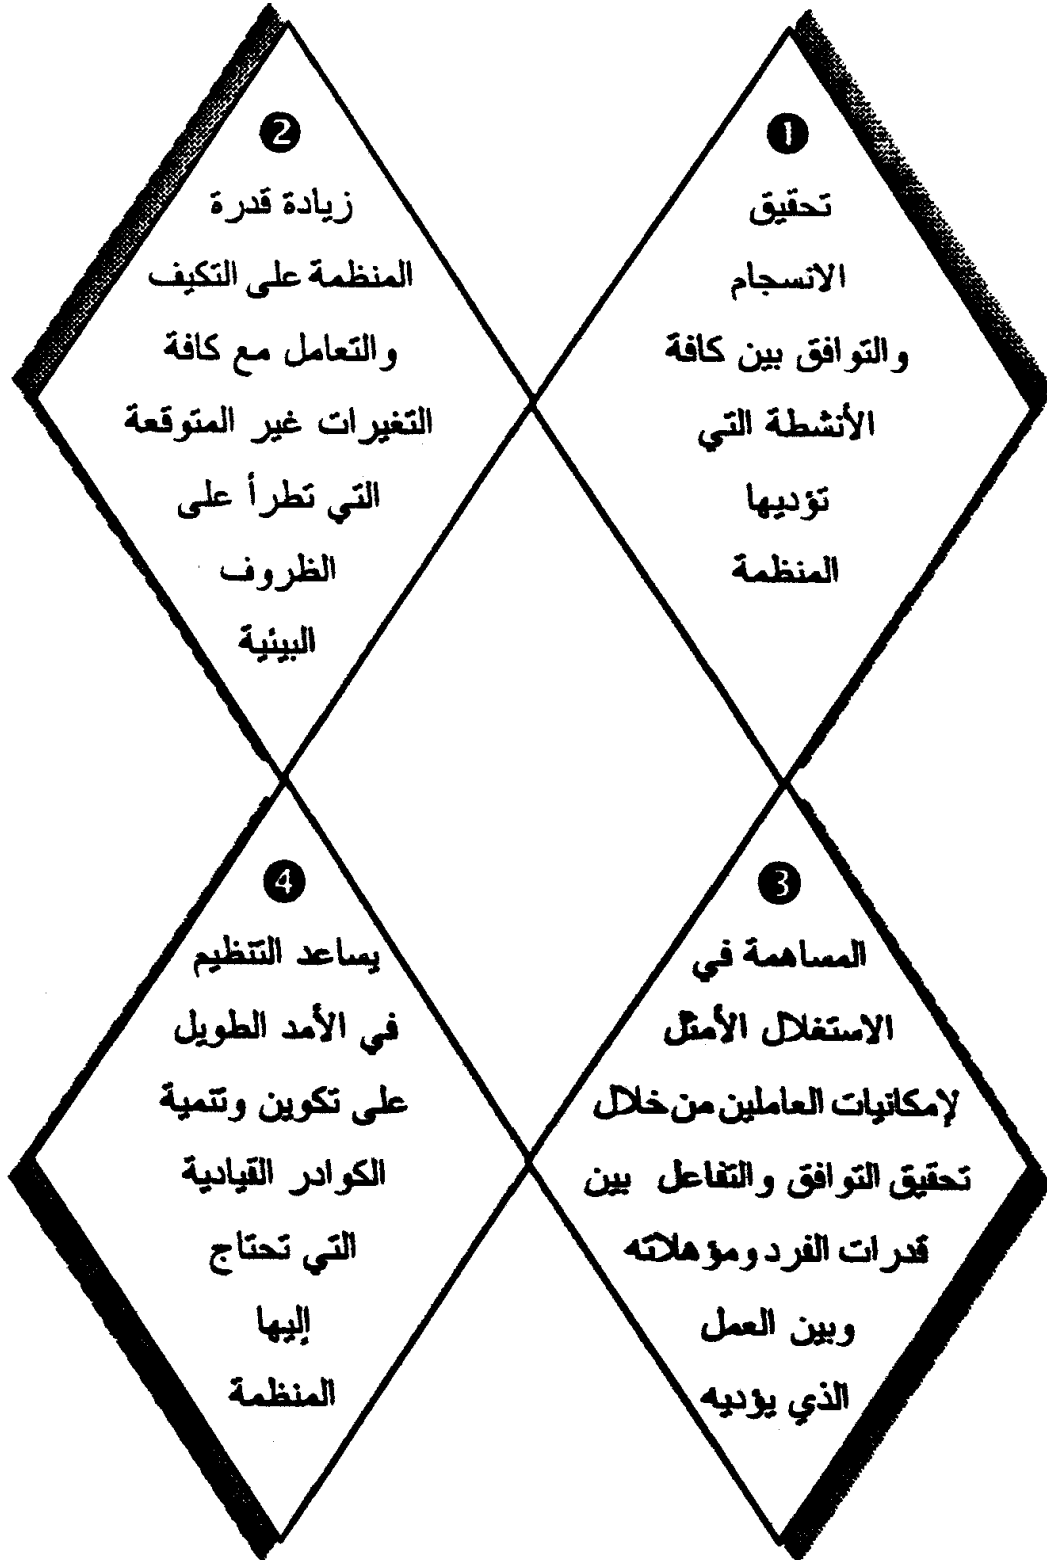 1
تحقيق
الانسجام
والتوافق بين كافة
الأنشطة التي
تؤديها
المنظمة
2
زيادة قدرة
المنظمة على التكيف
والتعامل مع كافة
التغيرات غير المتوقعة
التي تطرأ على
الظروف
البيئية
3
المساهمة في
الاستغلال الأمثل
لإمكانيات العاملين من خلال
تحقيق التوافق والتفاعل بين
قدرات الفرد ومؤهلاته
وبين العمل
الذي يؤديه
4
يساعد التنظيم
في الأمد الطويل
على تكوين وتنمية
الكوادر القيادية
التي تحتاج
إليها
المنظمة